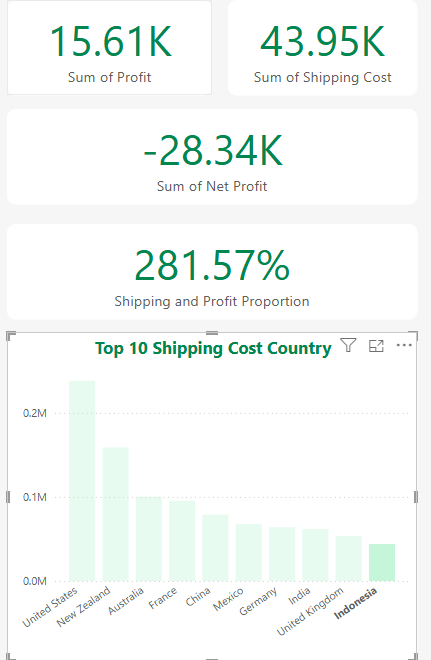 15.61K
Sum of Profit
43.95K
Sum of Shipping Cost
-28.34K
Sum of Net Profit
281.57%
Shipping and Profit Proportion
Top 10 Shipping Cost Country
0.2M
0.1M
0.0M
United States
New Zealand
Australia
France
China
Mexico
Germany
India
United Kingdom
Indonesia